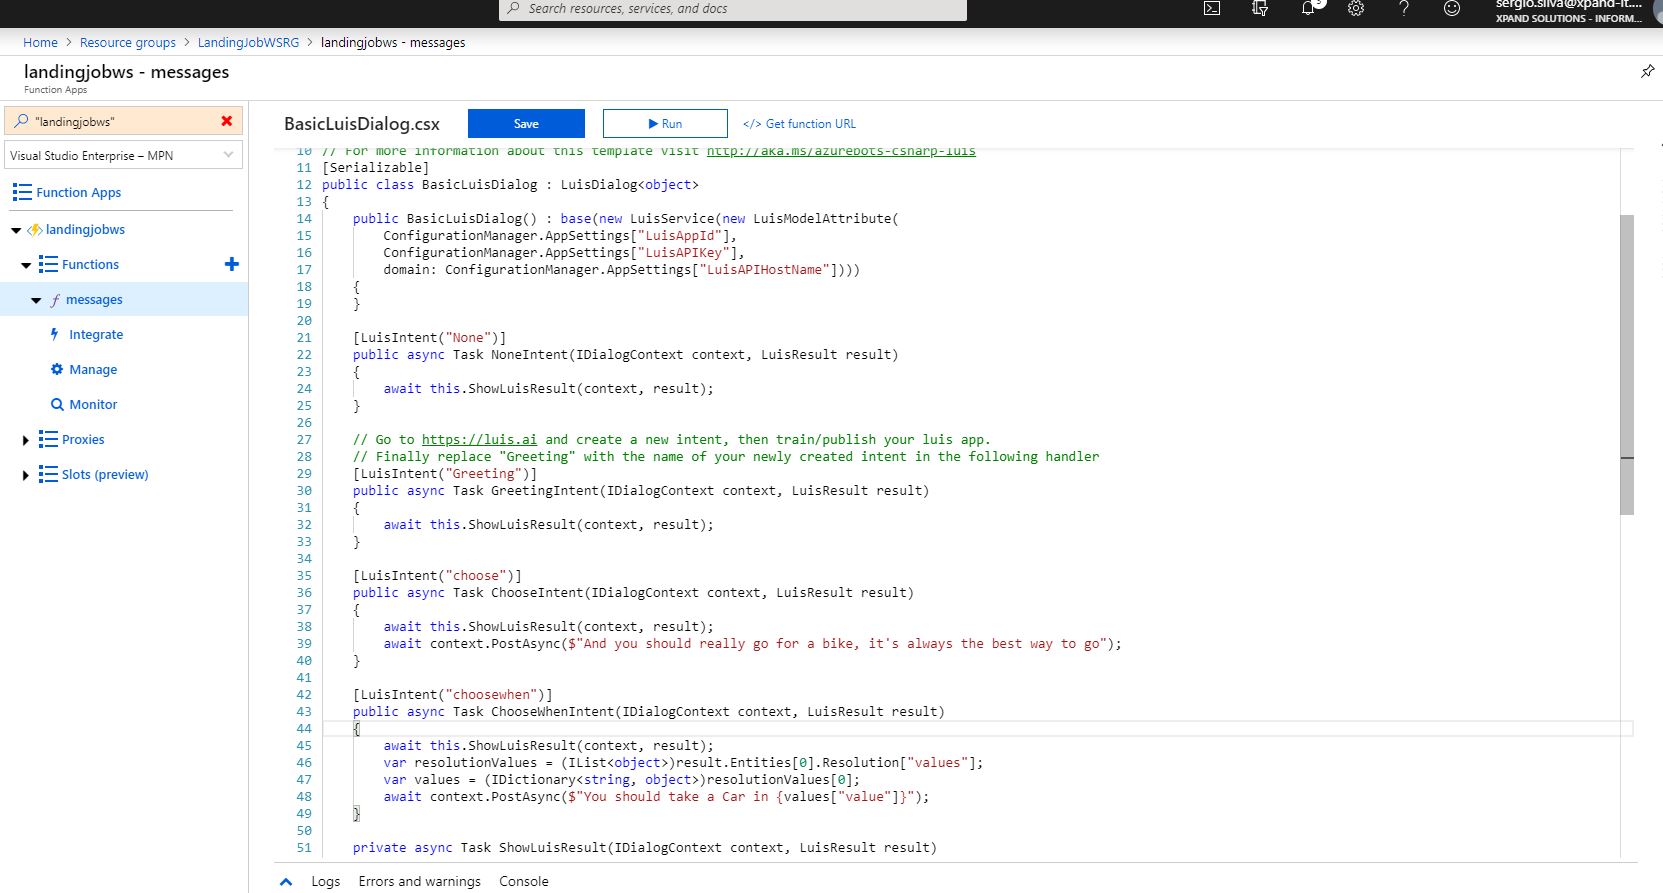 Search resources, services, and docs
sergio.silva@xpand-it....
XPAND SOLUTIONS - INFORM...
Home > Resource groups > LandingJobWSRG > landingjobws - messages
landingjobws - messages
Function Apps
"landingjobws"
Visual Studio Enterprise – MPN
Function Apps
landingjobws
Functions
messages
Integrate
Manage
Monitor
Proxies
Slots (preview)
BasicLuisDialog.csx
Save
Run
</> Get function URL
10 // For more information about this template visit http://aka.ms/azurebots-csharp-luis
11 [Serializable]
12 public class BasicLuisDialog : LuisDialog<object>
13 {
14     public BasicLuisDialog() : base(new LuisService(new LuisModelAttribute(
15         ConfigurationManager.AppSettings["LuisAppId"],
16         ConfigurationManager.AppSettings["LuisAPIKey"],
17         domain: ConfigurationManager.AppSettings["LuisAPIHostName"])))
18     {
19     }
20
21     [LuisIntent("None")]
22     public async Task NoneIntent(IDialogContext context, LuisResult result)
23     {
24         await this.ShowLuisResult(context, result);
25     }
26
27     // Go to https://luis.ai and create a new intent, then train/publish your luis app.
28     // Finally replace "Greeting" with the name of your newly created intent in the following handler
29     [LuisIntent("Greeting")]
30     public async Task GreetingIntent(IDialogContext context, LuisResult result)
31     {
32         await this.ShowLuisResult(context, result);
33     }
34
35     [LuisIntent("choose")]
36     public async Task ChooseIntent(IDialogContext context, LuisResult result)
37     {
38         await this.ShowLuisResult(context, result);
39         await context.PostAsync($"And you should really go for a bike, it's always the best way to go");
40     }
41
42     [LuisIntent("choosewhen")]
43     public async Task ChooseWhenIntent(IDialogContext context, LuisResult result)
44     {
45         await this.ShowLuisResult(context, result);
46         var resolutionValues = (IList<object>)result.Entities[0].Resolution["values"];
47         var values = (IDictionary<string, object>)resolutionValues[0];
48         await context.PostAsync($"You should take a Car in {values["value"]}");
49     }
50
51     private async Task ShowLuisResult(IDialogContext context, LuisResult result)
Logs Errors and warnings Console